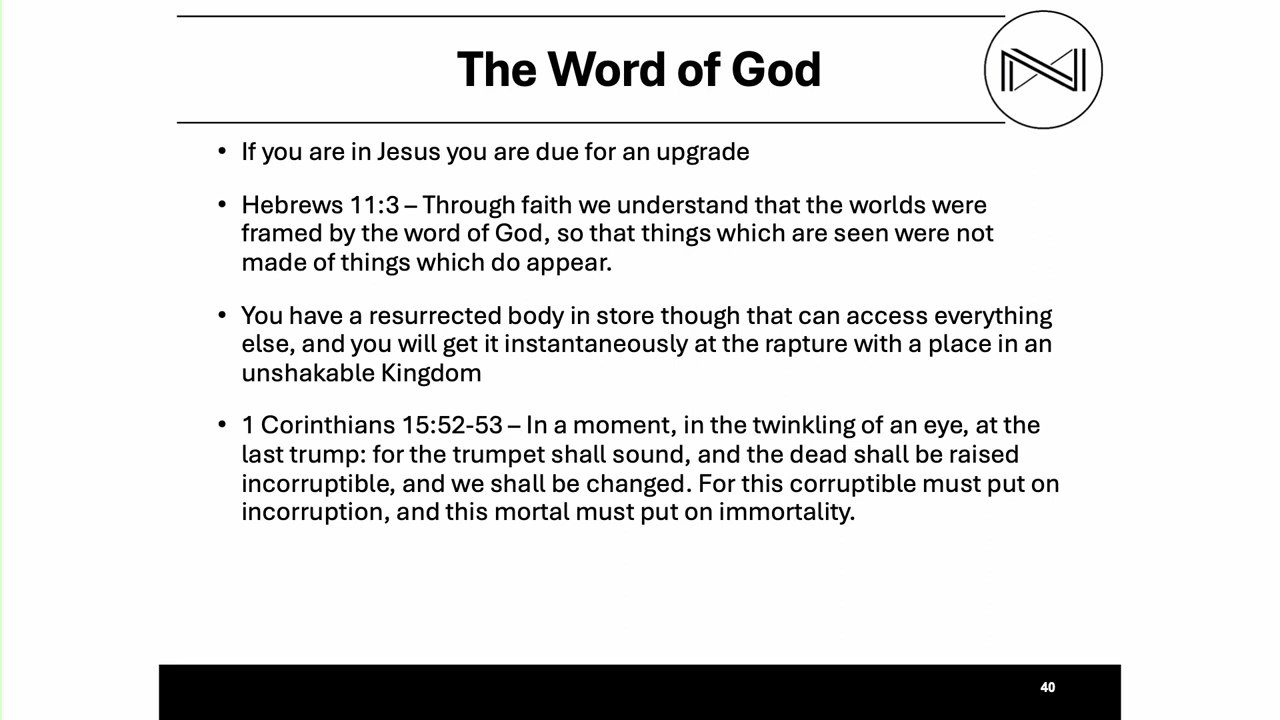 The Word of God
• If you are in Jesus you are due for an upgrade
• Hebrews 11:3 – Through faith we understand that the worlds were
framed by the word of God, so that things which are seen were not
made of things which do appear.
• You have a resurrected body in store though that can access everything
else, and you will get it instantaneously at the rapture with a place in an
unshakable Kingdom
• 1 Corinthians 15:52-53 – In a moment, in the twinkling of an eye, at the
last trump: for the trumpet shall sound, and the dead shall be raised
incorruptible, and we shall be changed. For this corruptible must put on
incorruption, and this mortal must put on immortality.
40